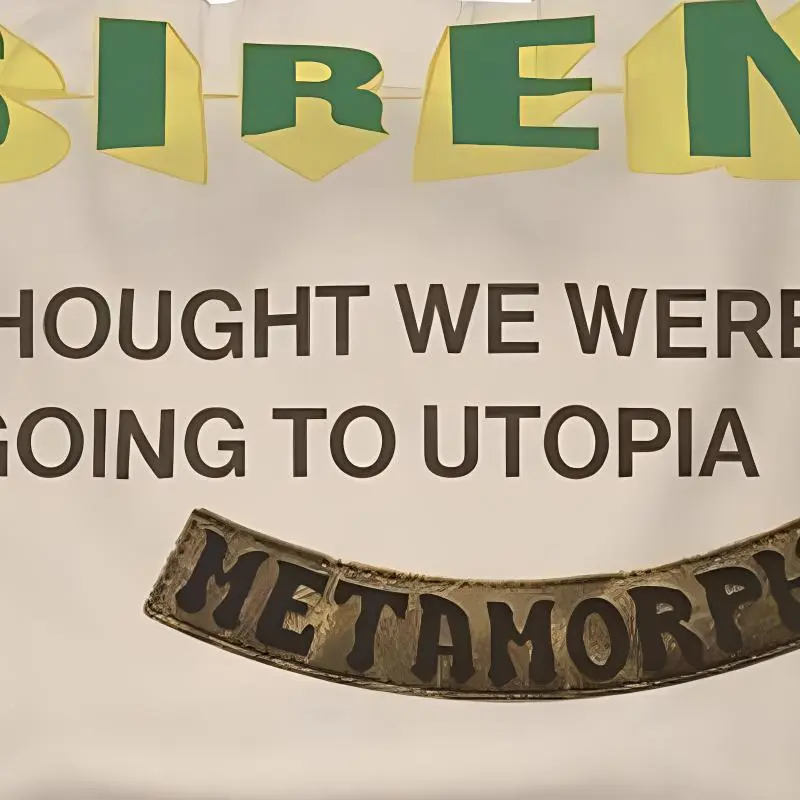 SIREN
HOUGHT WE WERE
GOING TO UTOPIA
METAMORPH